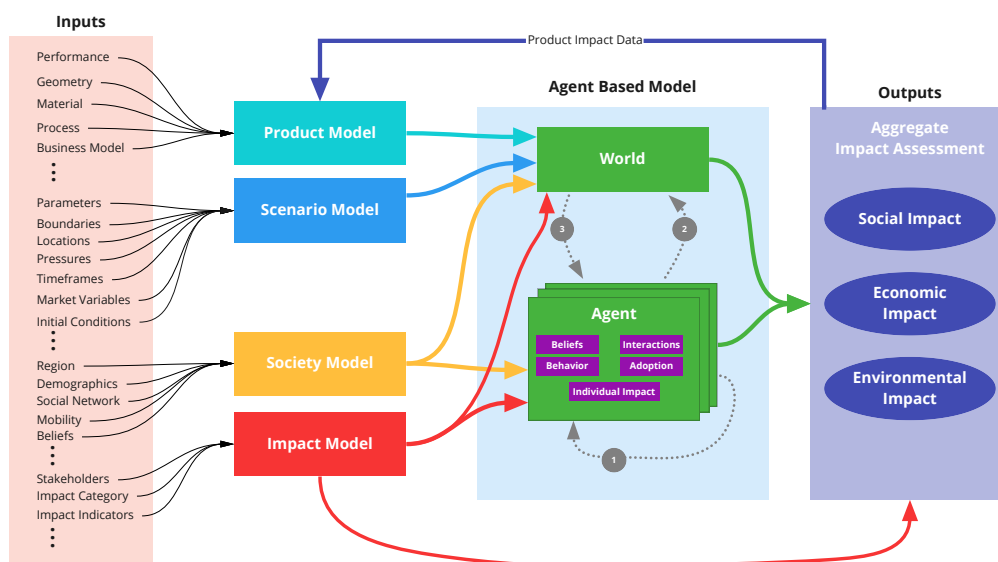 Inputs
Performance
Geometry
Material
Process
Business Model
Parameters
Boundaries
Locations
Pressures
Timeframes
Market Variables
Initial Conditions
Region
Demographics
Social Network
Mobility
Beliefs
Stakeholders
Impact Category
Impact Indicators
Product Model
Scenario Model
Society Model
Impact Model
Product Impact Data
Agent Based Model
World
3
2
Agent
Beliefs
Interactions
Behavior
Adoption
Individual Impact
1
Outputs
Aggregate
Impact Assessment
Social Impact
Economic
Impact
Environmental
Impact